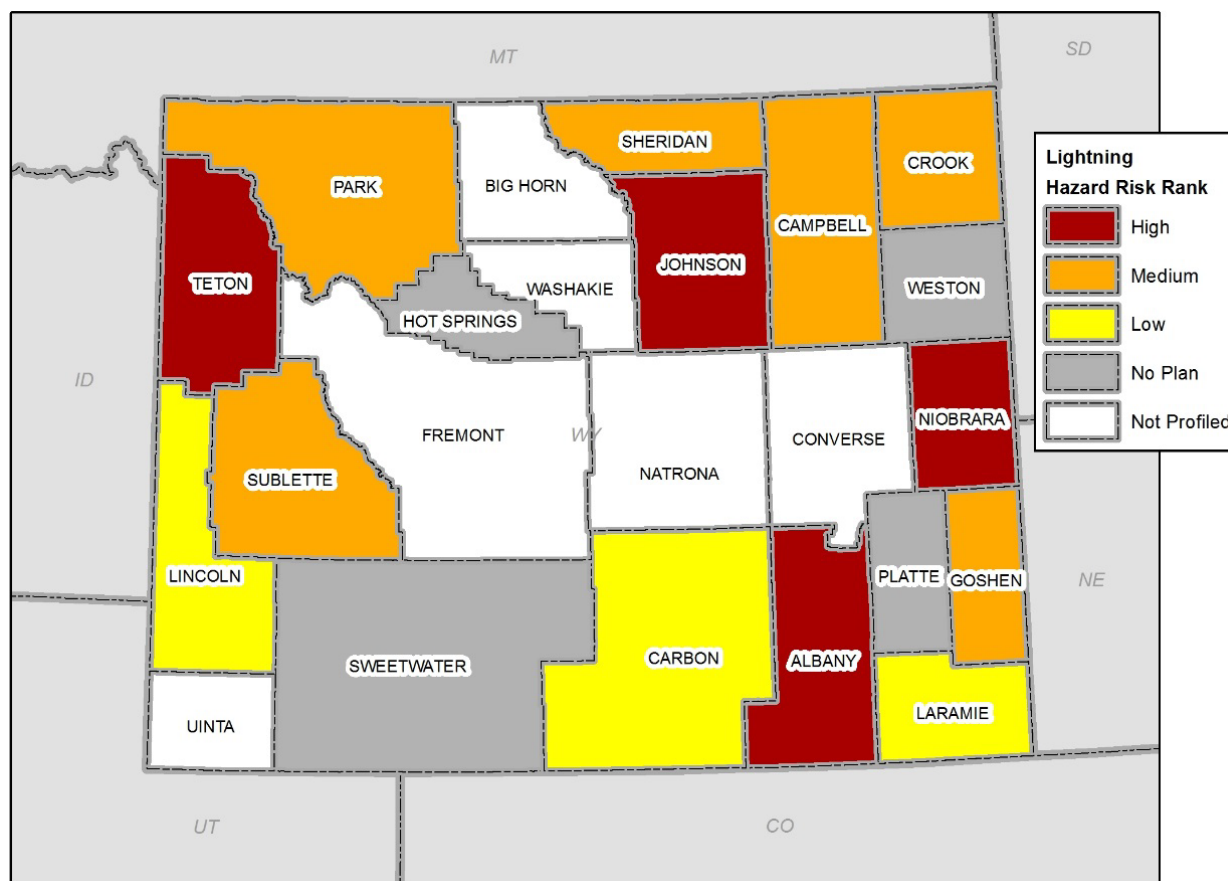 MT
SD
SHERIDAN
CROOK
PARK
BIG HORN
CAMPBELL
JOHNSON
TETON
WASHAKIE
WESTON
HOT SPRINGS
ID
NIOBRARA
FREMONT
WY
CONVERSE
NATRONA
SUBLETTE
LINCOLN
PLATTE
GOSHEN
NE
SWEETWATER
CARBON
ALBANY
UINTA
LARAMIE
UT
CO
Lightning
Hazard Risk Rank
High
Medium
Low
No Plan
Not Profiled